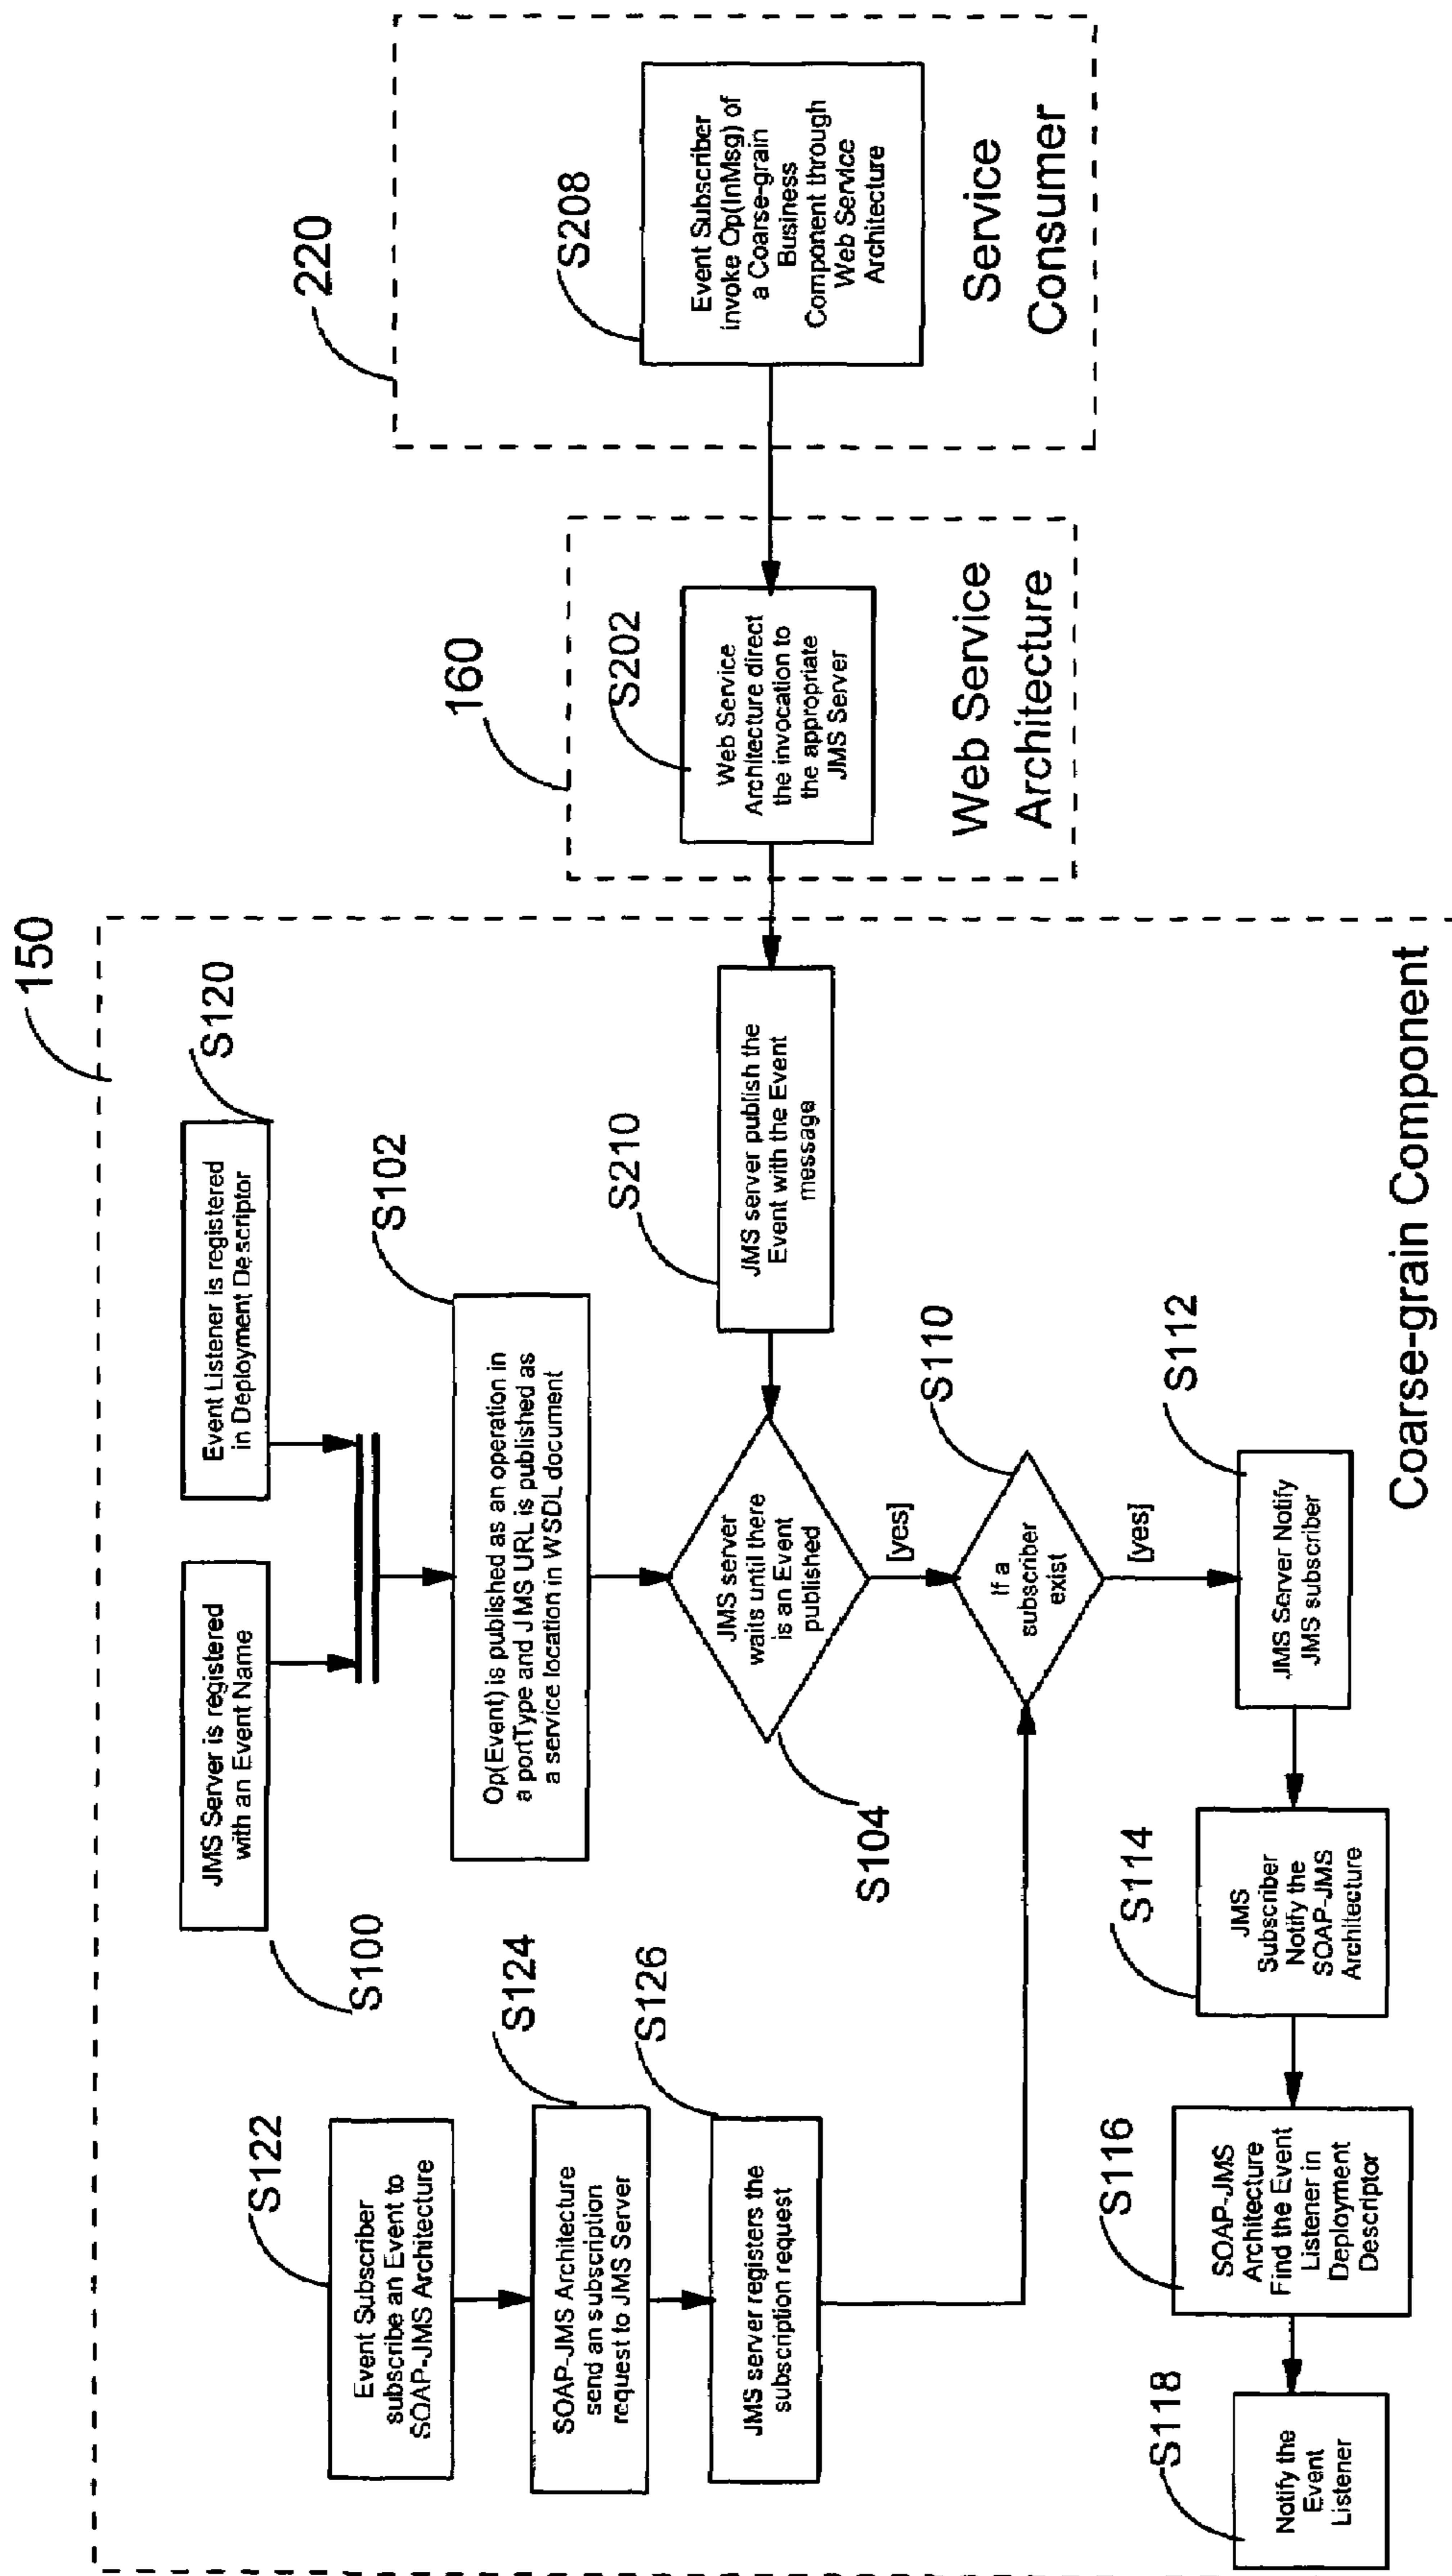 150
S120
Event Listener is registered
in Deployment Descriptor
JMS Server is registered
with an Event Name
S100
S102
Op(Event) is published as an operation in
a portType and JMS URL is published as
a service location in WSDL document
S122
Event Subscriber
subscribe an Event to
SOAP-JMS Architecture
S124
SOAP-JMS Architecture
send an subscription
request to JMS Server
S126
JMS server registers the
subscription request
S210
JMS server publish the
Event with the Event
message
JMS server
waits until there
is an Event
published
S104
[yes]
S110
If a
subscriber
exist
[yes]
S112
JMS Server Notify
JMS subscriber
S114
JMS
Subscriber
Notify the
SOAP-JMS
Architecture
S116
SOAP-JMS
Architecture
Find the Event
Listener in
Deployment
Descriptor
S118
Notify the
Event
Listener
Coarse-grain Component
160
S202
Web Service
Architecture direct
the invocation to
the appropriate
JMS Server
Web Service
Architecture
220
S208
Event Subscriber
invoke Op(InMsg) of
a Coarse-grain
Business
Component through
Web Service
Architecture
Service
Consumer